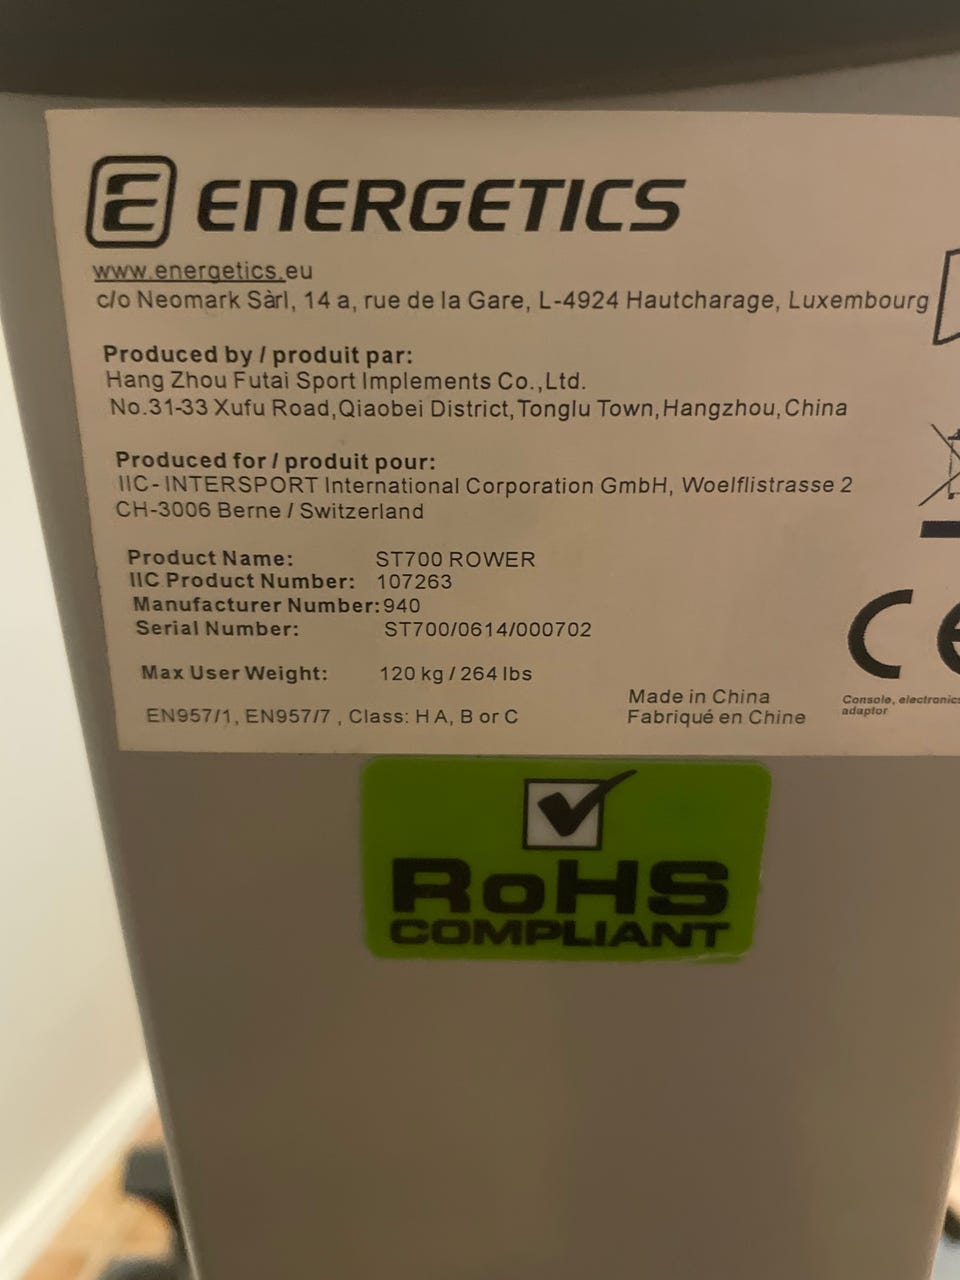 E ENERGETICS
www.energetics.eu
c/o Neomark Sàrl, 14 a, rue de la Gare, L-4924 Hautcharage, Luxembourg
Produced by / produit par:
Hang Zhou Futai Sport Implements Co.,Ltd.
No.31-33 Xufu Road,Qiaobei District,Tonglu Town,Hangzhou,China
Produced for / produit pour:
IIC- INTERSPORT International Corporation GmbH, Woelflistrasse 2
CH-3006 Berne / Switzerland
Product Name: ST700 ROWER
IIC Product Number: 107263
Manufacturer Number:940
Serial Number: ST700/0614/000702
Max User Weight: 120 kg / 264 lbs
EN957/1, EN957/7 , Class: H A, B or C
Made in China
Fabriqué en Chine
CE
Console, electronics
adaptor
RoHS
COMPLIANT